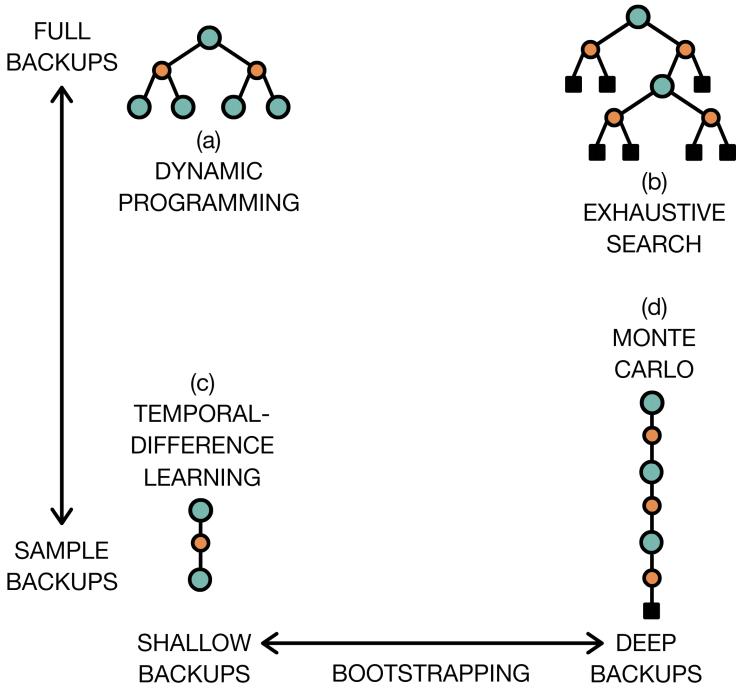 FULL
BACKUPS
(a)
DYNAMIC
PROGRAMMING
(b)
EXHAUSTIVE
SEARCH
(d)
MONTE
CARLO
(c)
TEMPORAL-
DIFFERENCE
LEARNING
SAMPLE
BACKUPS
SHALLOW
BACKUPS
BOOTSTRAPPING
DEEP
BACKUPS